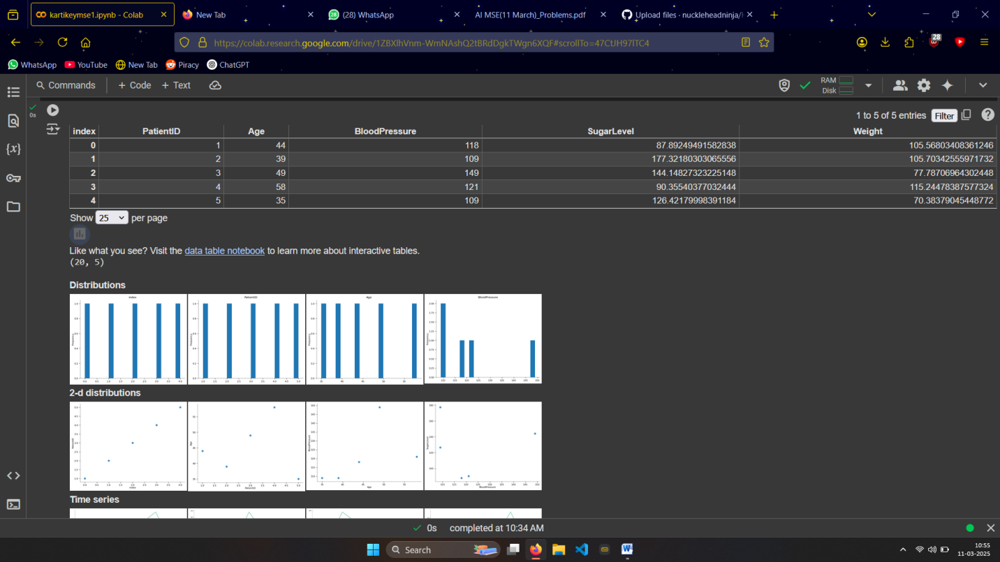 kartikeymse1.ipynb - Colab
New Tab
(28) WhatsApp
AI MSE(11 March)_Problems.pdf
Upload files · nuckleheadninja/
https://colab.research.google.com/drive/1ZBXlhVnm-WmNAshQ2tBRdDgkTWgn6XQF#scrollTo=47CUH97lTC4
28
WhatsApp
YouTube
New Tab
Piracy
ChatGPT
Commands
+ Code
+ Text
RAM
Disk
0s
1 to 5 of 5 entries
Filter
index PatientID Age BloodPressure SugarLevel Weight
0 1 44 118 87.89249491582838 105.56803408361246
1 2 39 109 177.32180303065556 105.70342555971732
2 3 49 149 144.14827323225148 77.78706964302448
3 4 58 121 90.35540377032444 115.24478387577324
4 5 35 109 126.42179998391184 70.38379045448772
Show 25 per page
Like what you see? Visit the data table notebook to learn more about interactive tables.
(20, 5)
Distributions
index
PatientID
Age
BloodPressure
2-d distributions
Time series
0s completed at 10:34 AM
Search
10:55
11-03-2025